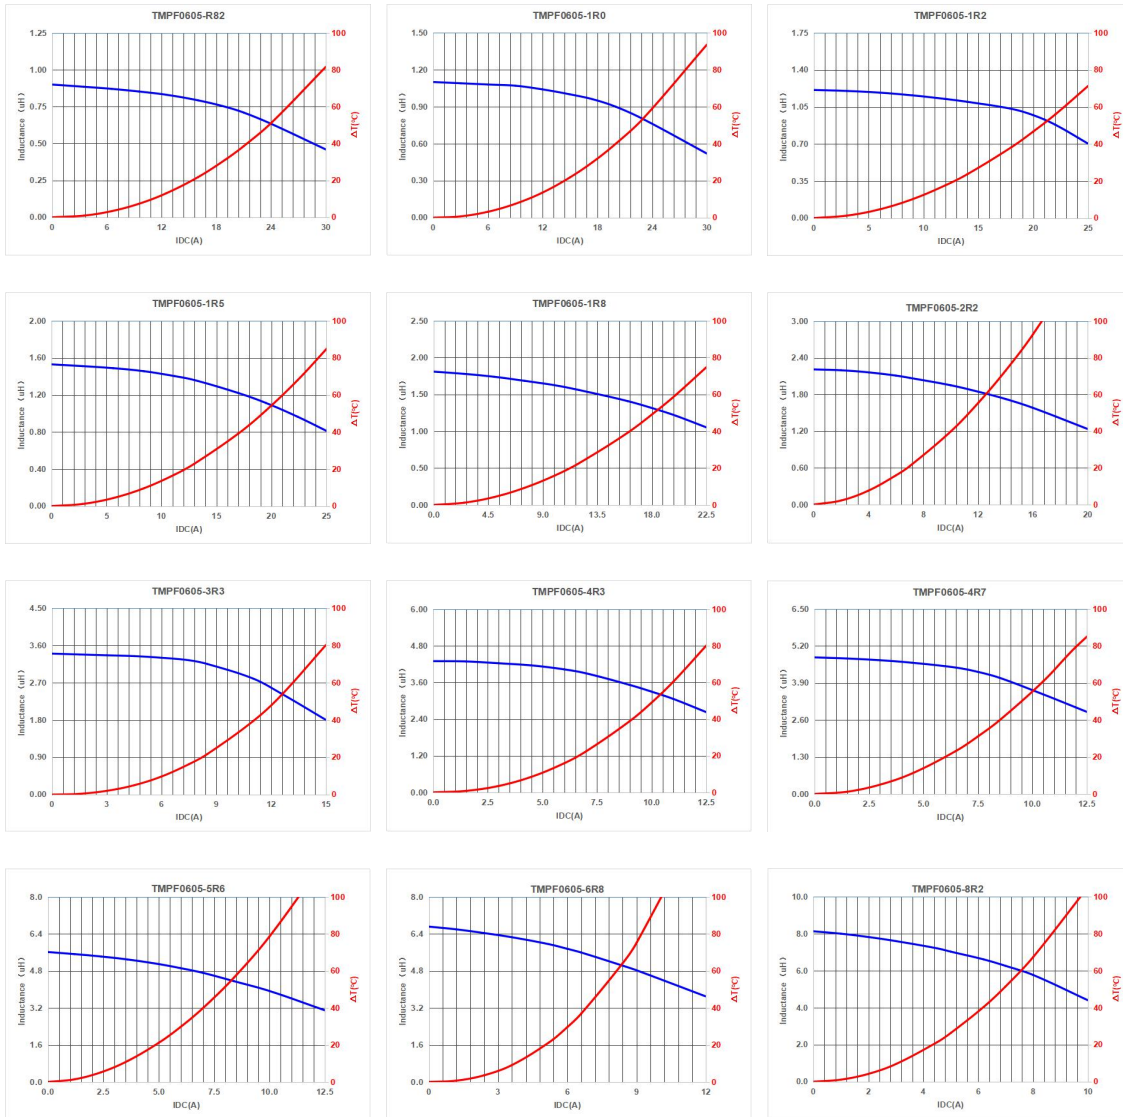 TMPF0605-R82
1.25 100
1.00 80
0.75 60
0.50 40
0.25 20
0.00 0
0 6 12 18 24 30
IDC(A)
Inductance (uH)
ΔT(℃)
TMPF0605-1R0
1.50 100
1.20 80
0.90 60
0.60 40
0.30 20
0.00 0
0 6 12 18 24 30
IDC(A)
Inductance (uH)
ΔT(℃)
TMPF0605-1R2
1.75 100
1.40 80
1.05 60
0.70 40
0.35 20
0.00 0
0 5 10 15 20 25
IDC(A)
Inductance (uH)
ΔT(℃)
TMPF0605-1R5
2.00 100
1.60 80
1.20 60
0.80 40
0.40 20
0.00 0
0 5 10 15 20 25
IDC(A)
Inductance (uH)
ΔT(℃)
TMPF0605-1R8
2.50 100
2.00 80
1.50 60
1.00 40
0.50 20
0.00 0
0.0 4.5 9.0 13.5 18.0 22.5
IDC(A)
Inductance (uH)
ΔT(℃)
TMPF0605-2R2
3.00 100
2.40 80
1.80 60
1.20 40
0.60 20
0.00 0
0 4 8 12 16 20
IDC(A)
Inductance (uH)
ΔT(℃)
TMPF0605-3R3
4.50 100
3.60 80
2.70 60
1.80 40
0.90 20
0.00 0
0 3 6 9 12 15
IDC(A)
Inductance (uH)
ΔT(℃)
TMPF0605-4R3
6.00 100
4.80 80
3.60 60
2.40 40
1.20 20
0.00 0
0.0 2.5 5.0 7.5 10.0 12.5
IDC(A)
Inductance (uH)
ΔT(℃)
TMPF0605-4R7
6.50 100
5.20 80
3.90 60
2.60 40
1.30 20
0.00 0
0.0 2.5 5.0 7.5 10.0 12.5
IDC(A)
Inductance (uH)
ΔT(℃)
TMPF0605-5R6
8.0 100
6.4 80
4.8 60
3.2 40
1.6 20
0.0 0
0.0 2.5 5.0 7.5 10.0 12.5
IDC(A)
Inductance (uH)
ΔT(℃)
TMPF0605-6R8
8.0 100
6.4 80
4.8 60
3.2 40
1.6 20
0.0 0
0 3 6 9 12
IDC(A)
Inductance (uH)
ΔT(℃)
TMPF0605-8R2
10.0 100
8.0 80
6.0 60
4.0 40
2.0 20
0.0 0
0 2 4 6 8 10
IDC(A)
Inductance (uH)
ΔT(℃)